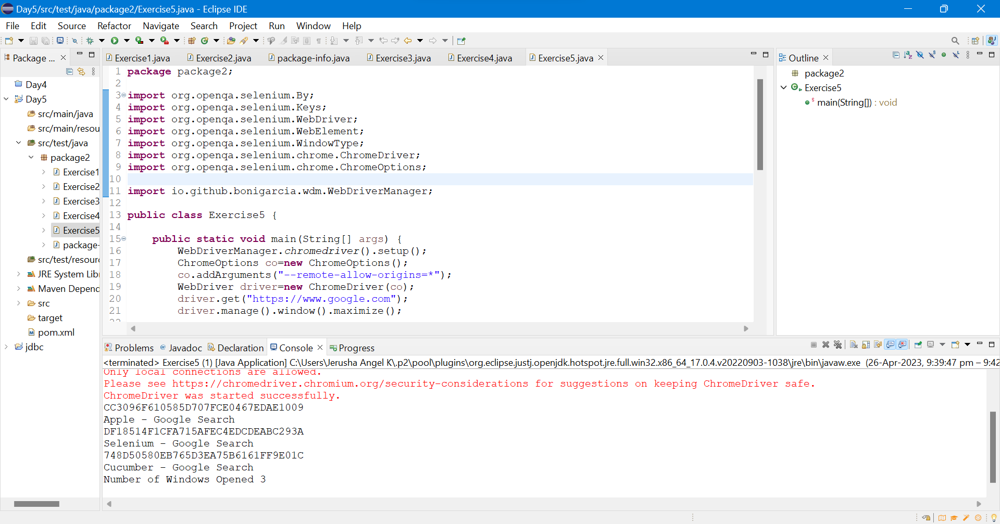 Day5/src/test/java/package2/Exercise5.java - Eclipse IDE
File Edit Source Refactor Navigate Search Project Run Window Help
Package ...
Day4
Day5
src/main/java
src/main/resou
src/test/java
package2
Exercise1
Exercise2
Exercise3
Exercise4
Exercise5
package-
src/test/resour
JRE System Libr
Maven Depend
src
target
pom.xml
jdbc
Exercise1.java Exercise2.java package-info.java Exercise3.java Exercise4.java Exercise5.java
1 package package2;
2
3 import org.openqa.selenium.By;
4 import org.openqa.selenium.Keys;
5 import org.openqa.selenium.WebDriver;
6 import org.openqa.selenium.WebElement;
7 import org.openqa.selenium.WindowType;
8 import org.openqa.selenium.chrome.ChromeDriver;
9 import org.openqa.selenium.chrome.ChromeOptions;
10
11 import io.github.bonigarcia.wdm.WebDriverManager;
12
13 public class Exercise5 {
14
15 public static void main(String[] args) {
16 WebDriverManager.chromedriver().setup();
17 ChromeOptions co=new ChromeOptions();
18 co.addArguments("--remote-allow-origins=*");
19 WebDriver driver=new ChromeDriver(co);
20 driver.get("https://www.google.com");
21 driver.manage().window().maximize();
Outline
package2
Exercise5
main(String[]) : void
Problems Javadoc Declaration Console Progress
<terminated> Exercise5 (1) [Java Application] C:\Users\Jerusha Angel K\.p2\pool\plugins\org.eclipse.justj.openjdk.hotspot.jre.full.win32.x86_64_17.0.4.v20220903-1038\jre\bin\javaw.exe (26-Apr-2023, 9:39:47 pm – 9:42
Only local connections are allowed.
Please see https://chromedriver.chromium.org/security-considerations for suggestions on keeping ChromeDriver safe.
ChromeDriver was started successfully.
CC3096F610585D707FCE0467EDAE1009
Apple - Google Search
DF18514F1CFA715AFEC4EDCDEABC293A
Selenium - Google Search
748D50580EB765D3EA75B6161FF9E01C
Cucumber - Google Search
Number of Windows Opened 3